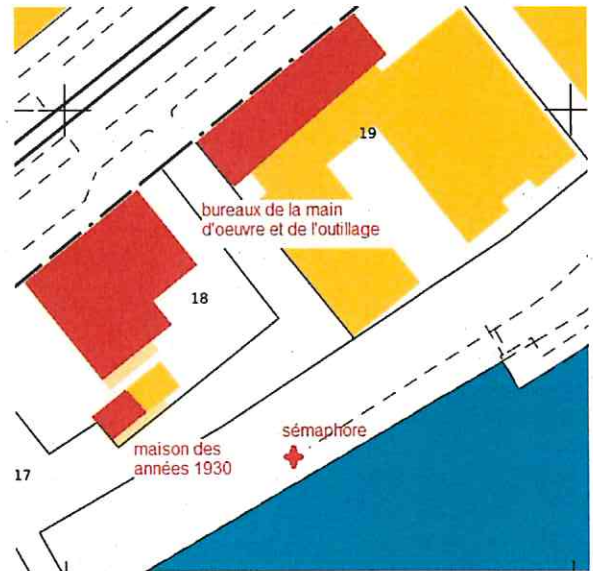 19
bureaux de la main
d'oeuvre et de l'outillage
18
sémaphore
maison des
années 1930
17